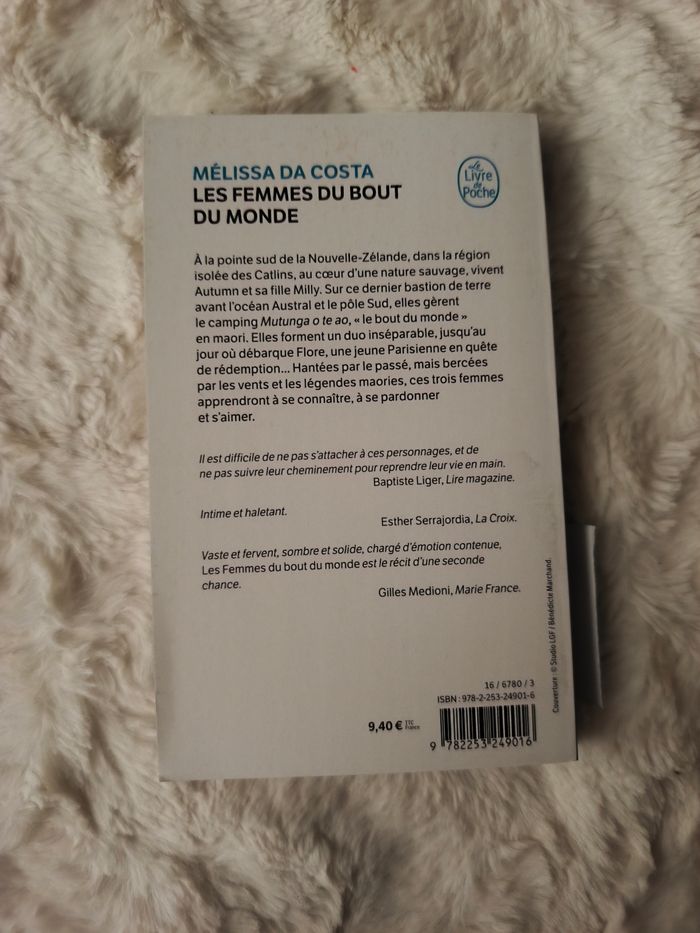 MÉLISSA DA COSTA
LES FEMMES DU BOUT
DU MONDE
Le
Livre
de
Poche
À la pointe sud de la Nouvelle-Zélande, dans la région
isolée des Catlins, au cœur d'une nature sauvage, vivent
Autumn et sa fille Milly. Sur ce dernier bastion de terre
avant l'océan Austral et le pôle Sud, elles gèrent
le camping Mutunga o te ao, « le bout du monde »
en maori. Elles forment un duo inséparable, jusqu'au
jour où débarque Flore, une jeune Parisienne en quête
de rédemption... Hantées par le passé, mais bercées
par les vents et les légendes maories, ces trois femmes
apprendront à se connaître, à se pardonner
et s'aimer.
Il est difficile de ne pas s'attacher à ces personnages, et de
ne pas suivre leur cheminement pour reprendre leur vie en main.
Baptiste Liger, Lire magazine.
Intime et haletant.
Esther Serrajordia, La Croix.
Vaste et fervent, sombre et solide, chargé d'émotion contenue,
Les Femmes du bout du monde est le récit d'une seconde
chance.
Gilles Medioni, Marie France.
Couverture : © Studio LGF / Bénédicte Marchand.
16 / 6780 / 3
ISBN : 978-2-253-24901-6
9,40 € TTC
France
9 782253 249016